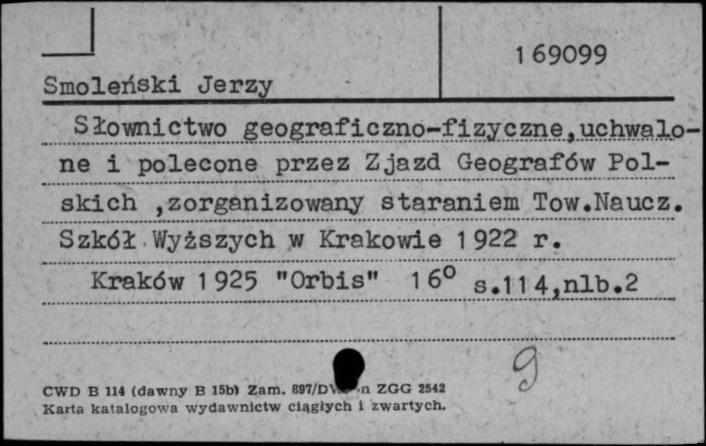 169099
Smoleński Jerzy
Słownictwo geograficzno-fizyczne,uchwalo-
ne i polecone przez Zjazd Geografów Pol-
skich ,zorganizowany staraniem Tow.Naucz.
Szkół Wyższych w Krakowie 1922 r.
Kraków 1925 "Orbis" 16° s.114,nlb.2
9
CWD B 114 (dawny B 15b) Zam. 897/ ZGG 2542
Karta katalogowa wydawnictw ciągłych i zwartych.